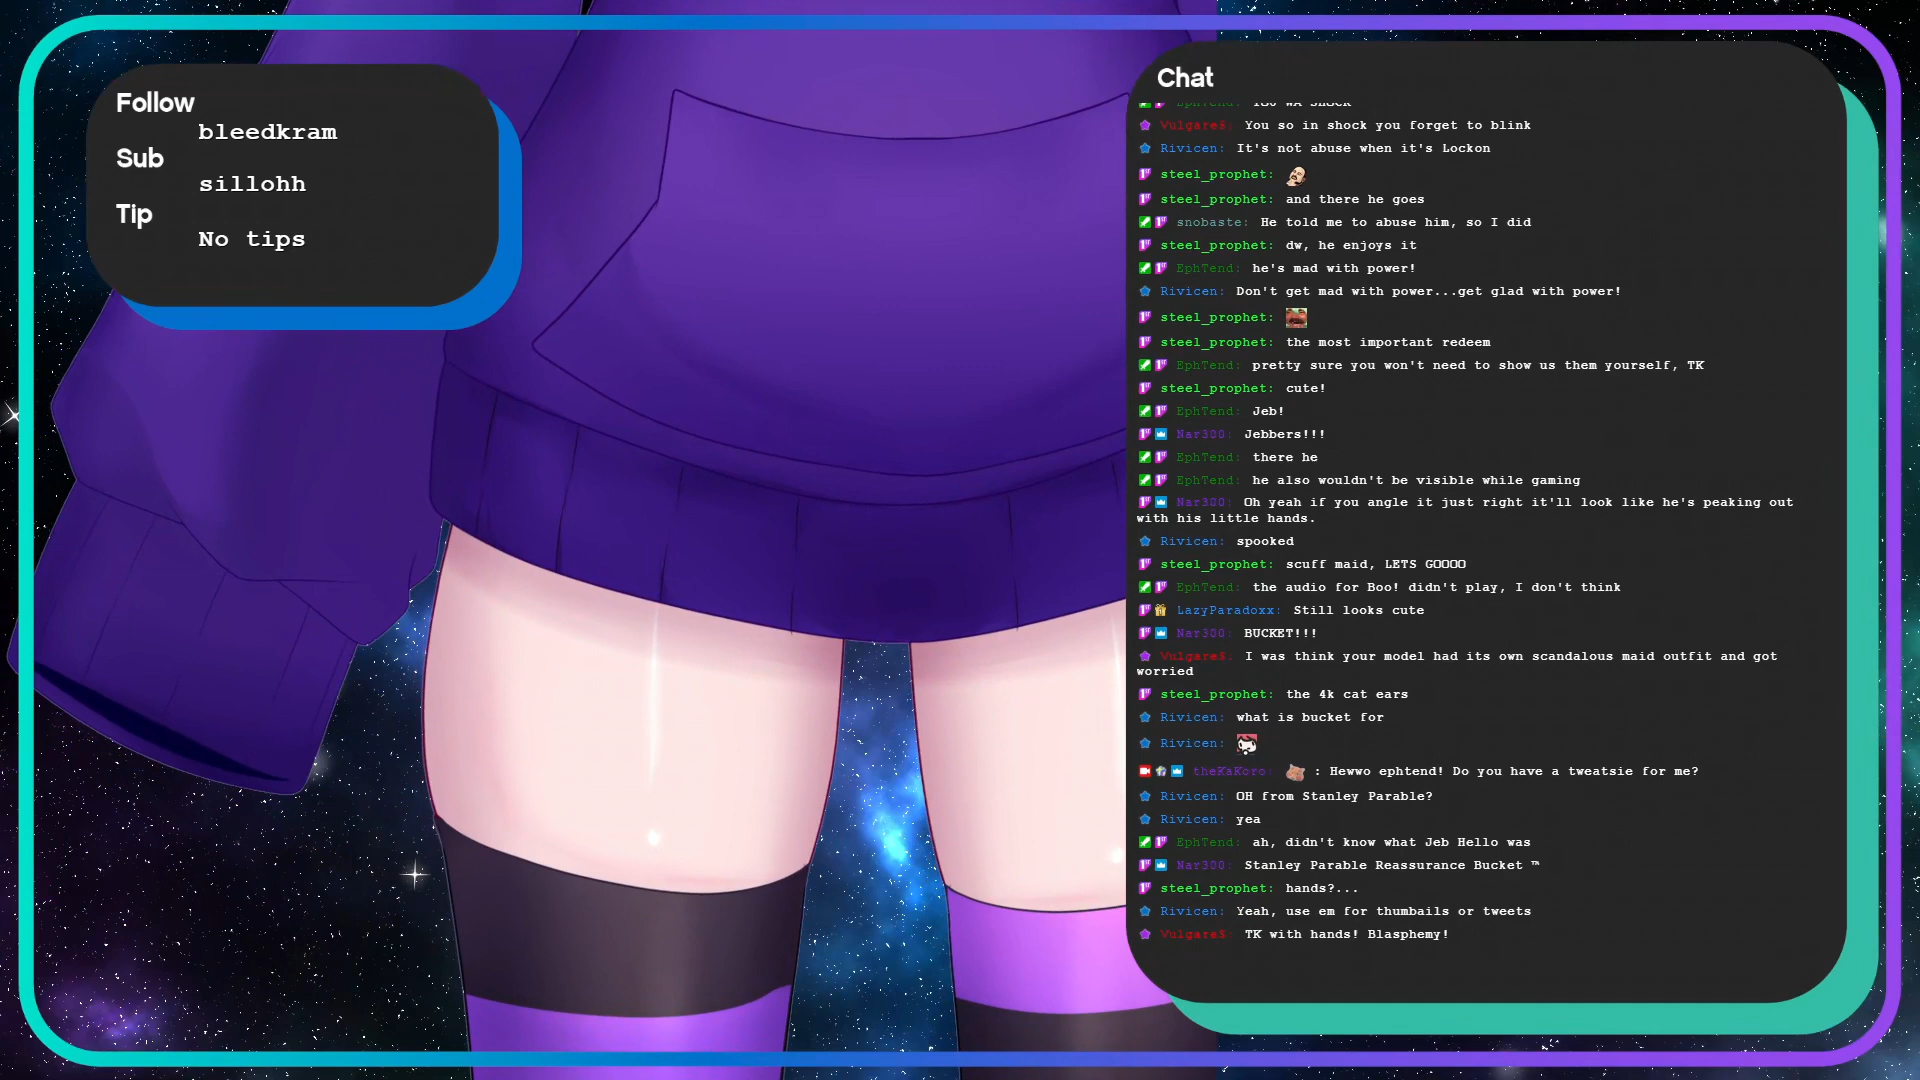 Follow
bleedkram
Sub
sillohh
Tip
No tips
Chat
EphTend: YOU WA SHOCK
VulgareS: You so in shock you forget to blink
Rivicen: It's not abuse when it's Lockon
steel_prophet:
steel_prophet: and there he goes
snobaste: He told me to abuse him, so I did
steel_prophet: dw, he enjoys it
EphTend: he's mad with power!
Rivicen: Don't get mad with power...get glad with power!
steel_prophet:
steel_prophet: the most important redeem
EphTend: pretty sure you won't need to show us them yourself, TK
steel_prophet: cute!
EphTend: Jeb!
Nar300: Jebbers!!!
EphTend: there he
EphTend: he also wouldn't be visible while gaming
Nar300: Oh yeah if you angle it just right it'll look like he's peaking out
with his little hands.
Rivicen: spooked
steel_prophet: scuff maid, LETS GOOOO
EphTend: the audio for Boo! didn't play, I don't think
LazyParadoxx: Still looks cute
Nar300: BUCKET!!!
VulgareS: I was think your model had its own scandalous maid outfit and got
worried
steel_prophet: the 4k cat ears
Rivicen: what is bucket for
Rivicen:
theKaKoro: : Hewwo ephtend! Do you have a tweatsie for me?
Rivicen: OH from Stanley Parable?
Rivicen: yea
EphTend: ah, didn't know what Jeb Hello was
Nar300: Stanley Parable Reassurance Bucket ™
steel_prophet: hands?...
Rivicen: Yeah, use em for thumbails or tweets
VulgareS: TK with hands! Blasphemy!